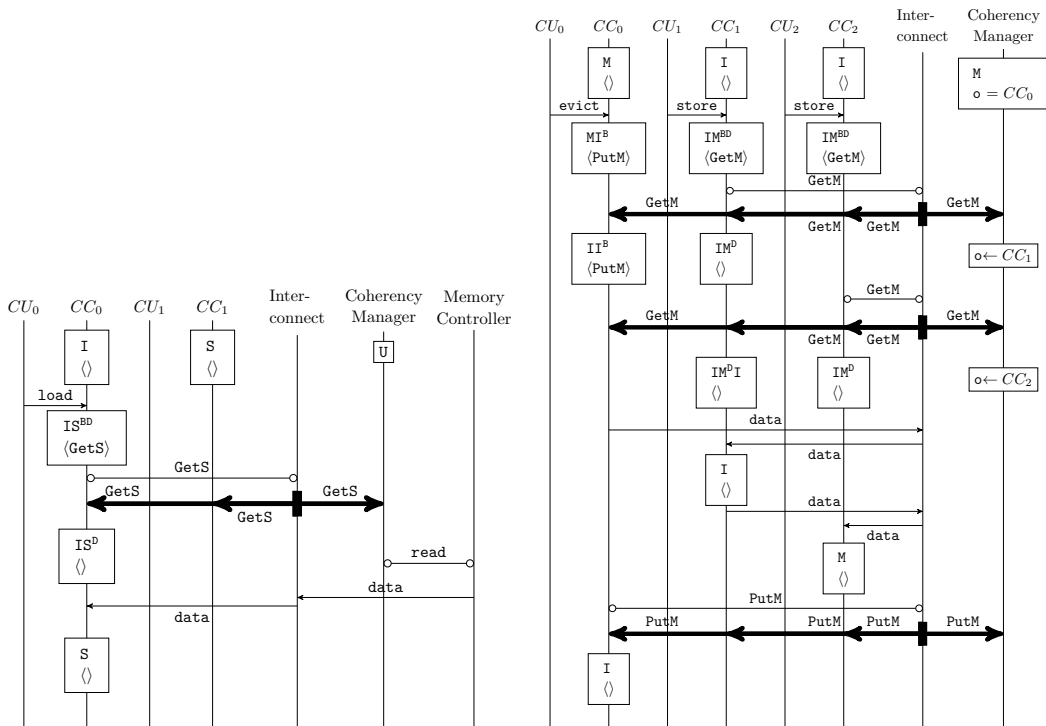 CU₀ CC₀ CU₁ CC₁ Inter-connect Coherency Manager Memory Controller
I
⟨⟩
S
⟨⟩
U
load
IS^BD
⟨GetS⟩
GetS
GetS GetS
GetS
IS^D
⟨⟩
read
data
data
S
⟨⟩
CU₀ CC₀ CU₁ CC₁ CU₂ CC₂ Inter-connect Coherency Manager
M
⟨⟩
I
⟨⟩
I
⟨⟩
M
o = CC₀
evict store store
MI^B
⟨PutM⟩
IM^BD
⟨GetM⟩
IM^BD
⟨GetM⟩
GetM
GetM GetM
GetM GetM
II^B
⟨PutM⟩
IM^D
⟨⟩
o← CC₁
GetM
GetM GetM
GetM GetM
IM^D I
⟨⟩
IM^D
⟨⟩
o← CC₂
data
data
I
⟨⟩
data
data
M
⟨⟩
PutM
PutM PutM PutM PutM
I
⟨⟩